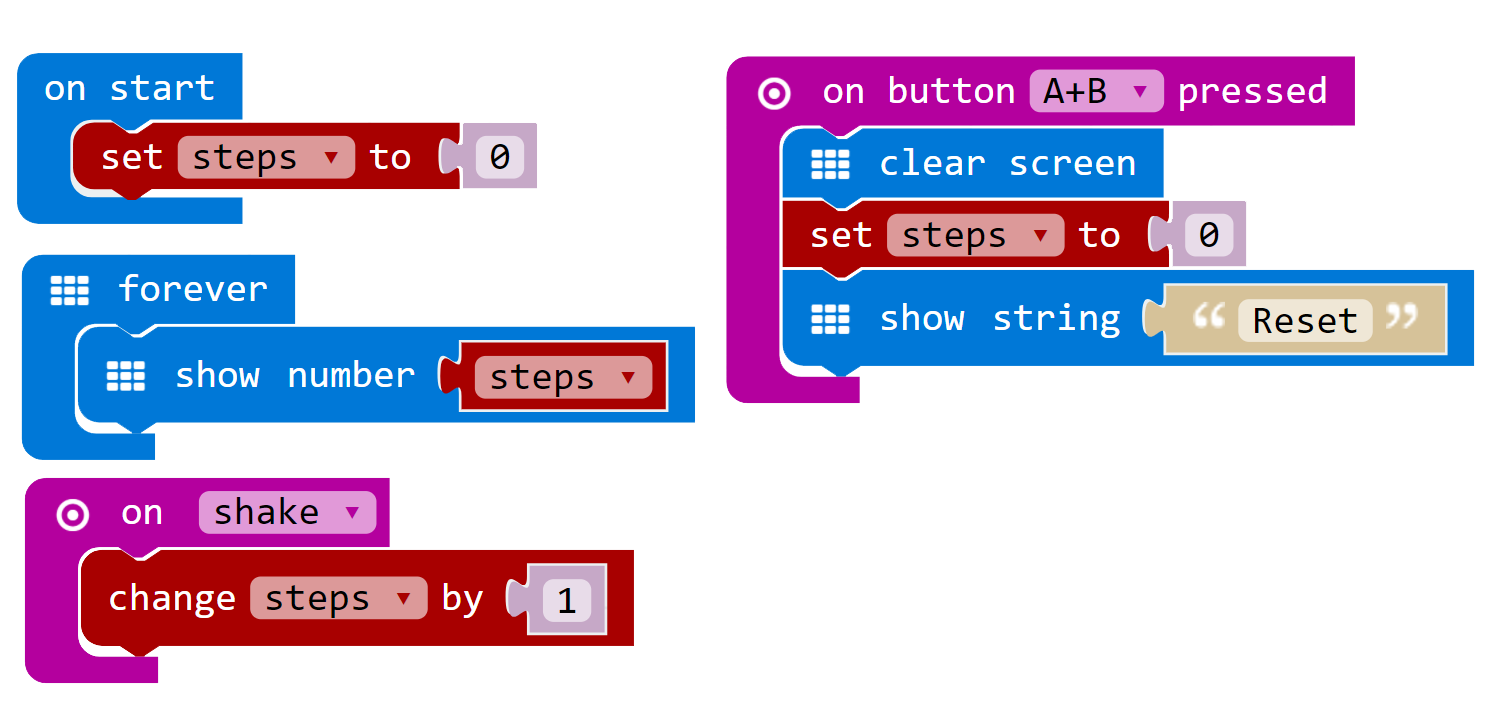 on start
set steps to 0
forever
show number steps
on shake
change steps by 1
on button A+B pressed
clear screen
set steps to 0
show string “ Reset ”